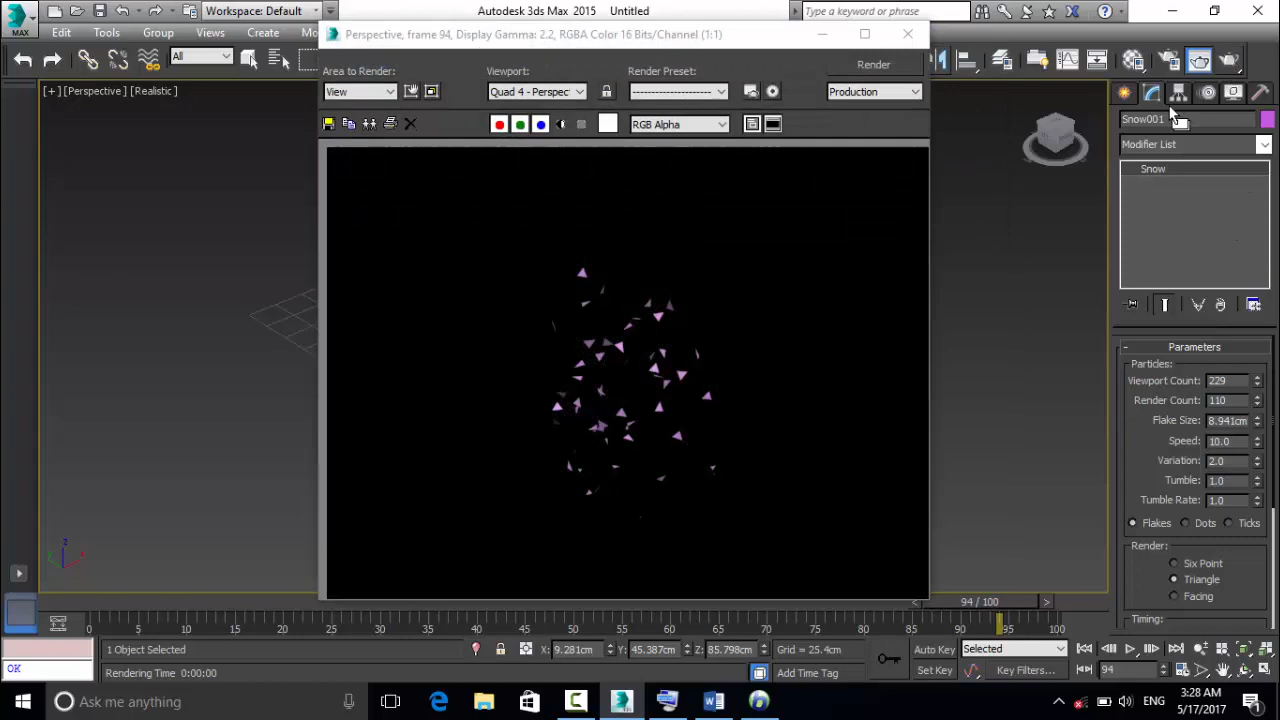 Workspace: Default
Autodesk 3ds Max 2015 Untitled
Type a keyword or phrase
MAX
Edit Tools Group Views Create
Perspective, frame 94, Display Gamma: 2.2, RGBA Color 16 Bits/Channel (1:1)
All
Area to Render:
View
Viewport:
Quad 4 - Perspec
Render Preset:
Render
Production
RGB Alpha
[+] [Perspective] [Realistic]
Snow001
Modifier List
Snow
Parameters
Particles:
Viewport Count: 229
Render Count: 110
Flake Size: 8.941cm
Speed: 10.0
Variation: 2.0
Tumble: 1.0
Tumble Rate: 1.0
Flakes Dots Ticks
Render:
Six Point
Triangle
Facing
Timing:
z
y x
< 94 / 100 >
0 5 10 15 20 25 30 35 40 45 50 55 60 65 70 75 80 85 90 95 100
1 Object Selected
X: 9.281cm Y: 45.387cm Z: 85.798cm Grid = 25.4cm
Auto Key Selected
OK
Rendering Time 0:00:00
Add Time Tag
Set Key Key Filters... 94
Ask me anything
ENG
3:28 AM
5/17/2017